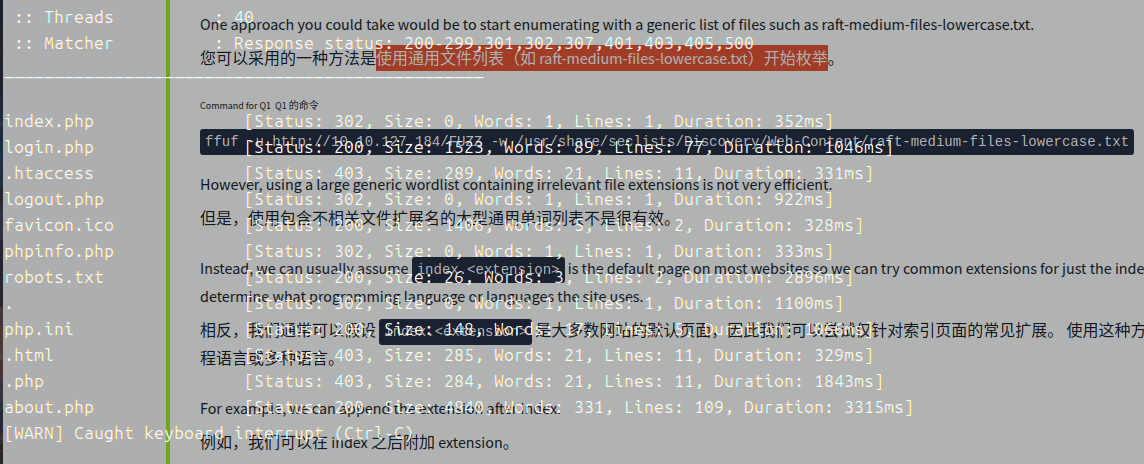 :: Threads : 40
One approach you could take would be to start enumerating with a generic list of files such as raft-medium-files-lowercase.txt.
:: Matcher : Response status: 200-299,301,302,307,401,403,405,500
您可以采用的一种方法是使用通用文件列表（如 raft-medium-files-lowercase.txt）开始枚举。
Command for Q1 Q1 的命令
index.php [Status: 302, Size: 0, Words: 1, Lines: 1, Duration: 352ms]
ffuf -u http://10.10.127.184/FUZZ -w /usr/share/seclists/Discovery/Web-Content/raft-medium-files-lowercase.txt
login.php [Status: 200, Size: 1523, Words: 89, Lines: 77, Duration: 1046ms]
.htaccess [Status: 403, Size: 289, Words: 21, Lines: 11, Duration: 331ms]
However, using a large generic wordlist containing irrelevant file extensions is not very efficient.
logout.php [Status: 302, Size: 0, Words: 1, Lines: 1, Duration: 922ms]
但是，使用包含不相关文件扩展名的大型通用单词列表不是很有效。
favicon.ico [Status: 200, Size: 1406, Words: 5, Lines: 2, Duration: 328ms]
phpinfo.php [Status: 302, Size: 0, Words: 1, Lines: 1, Duration: 333ms]
Instead, we can usually assume index.<extension> is the default page on most websites so we can try common extensions for just the inde
robots.txt [Status: 200, Size: 26, Words: 3, Lines: 2, Duration: 2896ms]
determine what programming language or languages the site uses.
. [Status: 302, Size: 0, Words: 1, Lines: 1, Duration: 1100ms]
php.ini [Status: 200, Size: 148, Words: Lines: Duration:
相反，我们通常可以假设 index.<extension> 是大多数网站的默认页面，因此我们可以尝试仅针对索引页面的常见扩展。 使用这种方
.html [Status: 403, Size: 285, Words: 21, Lines: 11, Duration: 329ms]
程语言或多种语言。
.php [Status: 403, Size: 284, Words: 21, Lines: 11, Duration: 1843ms]
about.php [Status: 200, Size: 4840, Words: 331, Lines: 109, Duration: 3315ms]
For example, we can append the extension after index
[WARN] Caught keyboard interrupt (Ctrl-C)
例如，我们可以在 index 之后附加 extension。